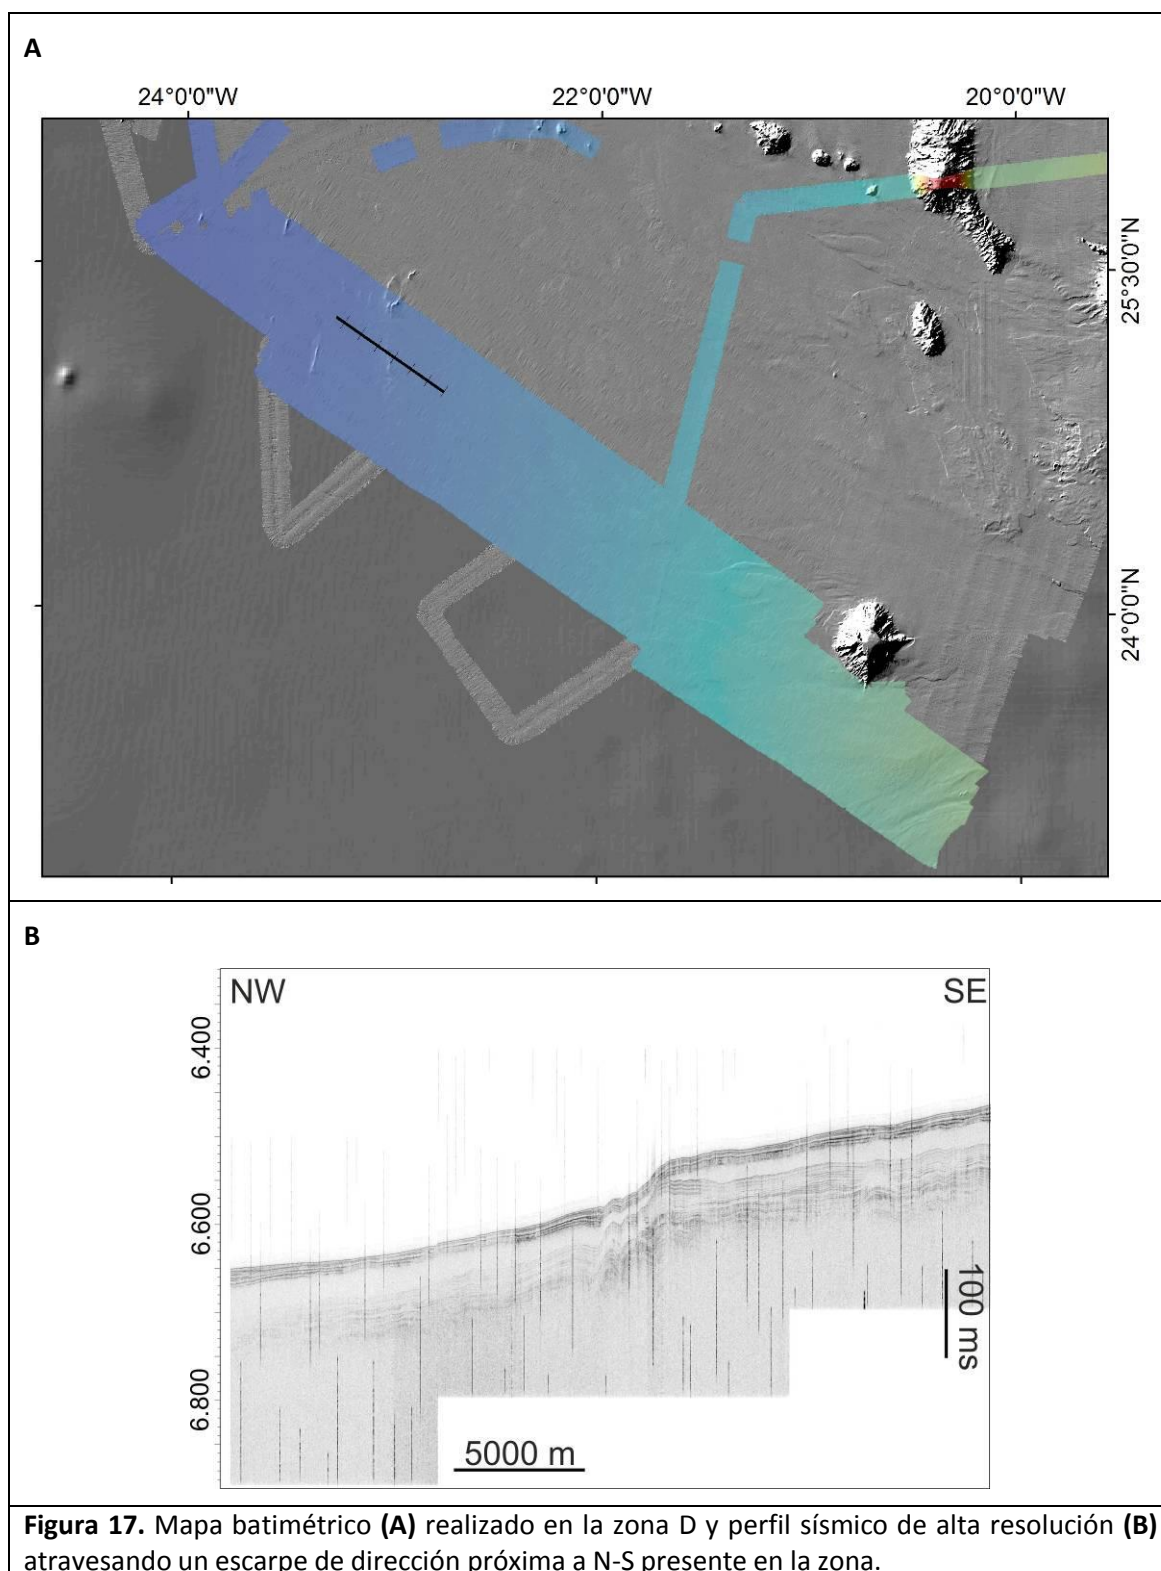 A
24°0'0"W
22°0'0"W
20°0'0"W
25°30'0"N
24°0'0"N
B
NW
SE
6.400
6.600
6.800
100 ms
5000 m
Figura 17. Mapa batimétrico (A) realizado en la zona D y perfil sísmico de alta resolución (B)
atravesando un escarpe de dirección próxima a N-S presente en la zona.